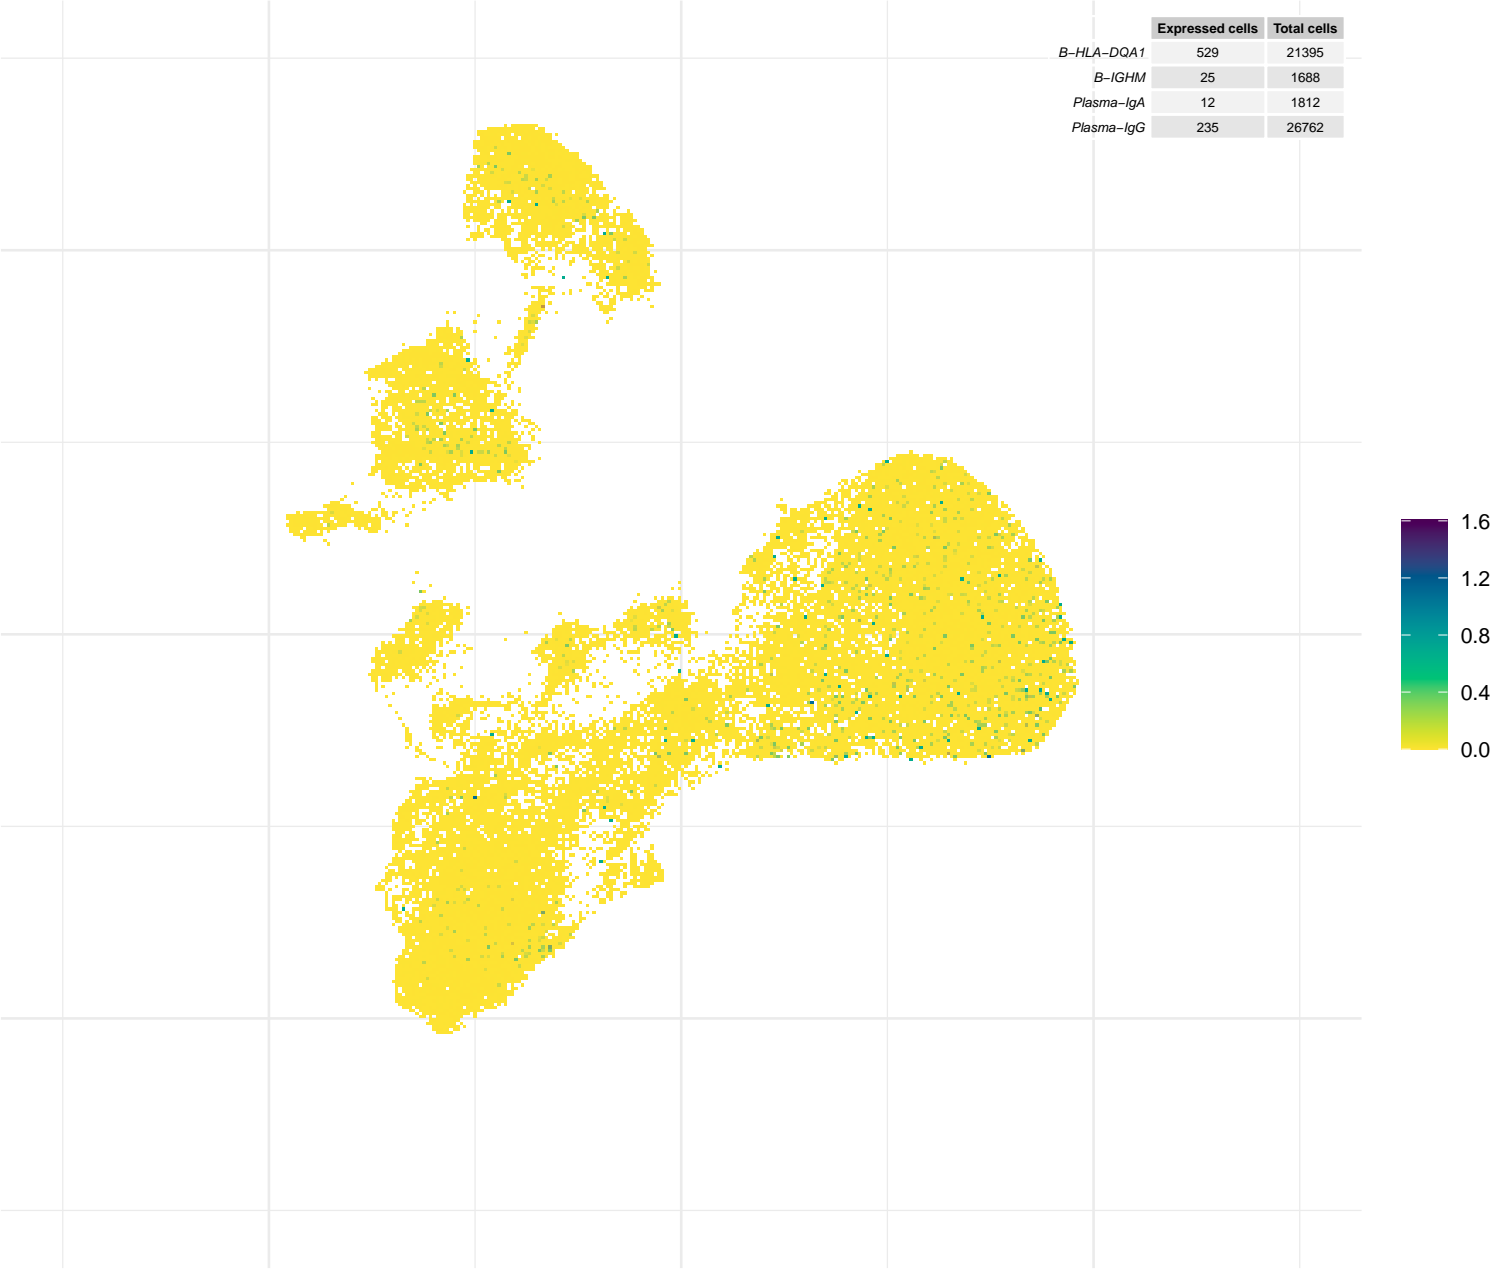 Expressed cells Total cells
B−HLA−DQA1 529 21395
B−IGHM 25 1688
Plasma−IgA 12 1812
Plasma−IgG 235 26762
1.6
1.2
0.8
0.4
0.0